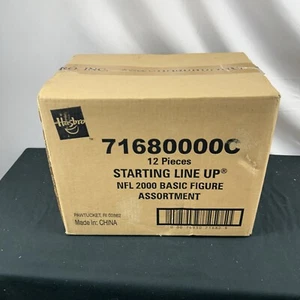 Hasbro
71680000C
12 Pieces
STARTING LINE UP®
NFL 2000 BASIC FIGURE
ASSORTMENT
PAWTUCKET, RI 02862
Made in: CHINA